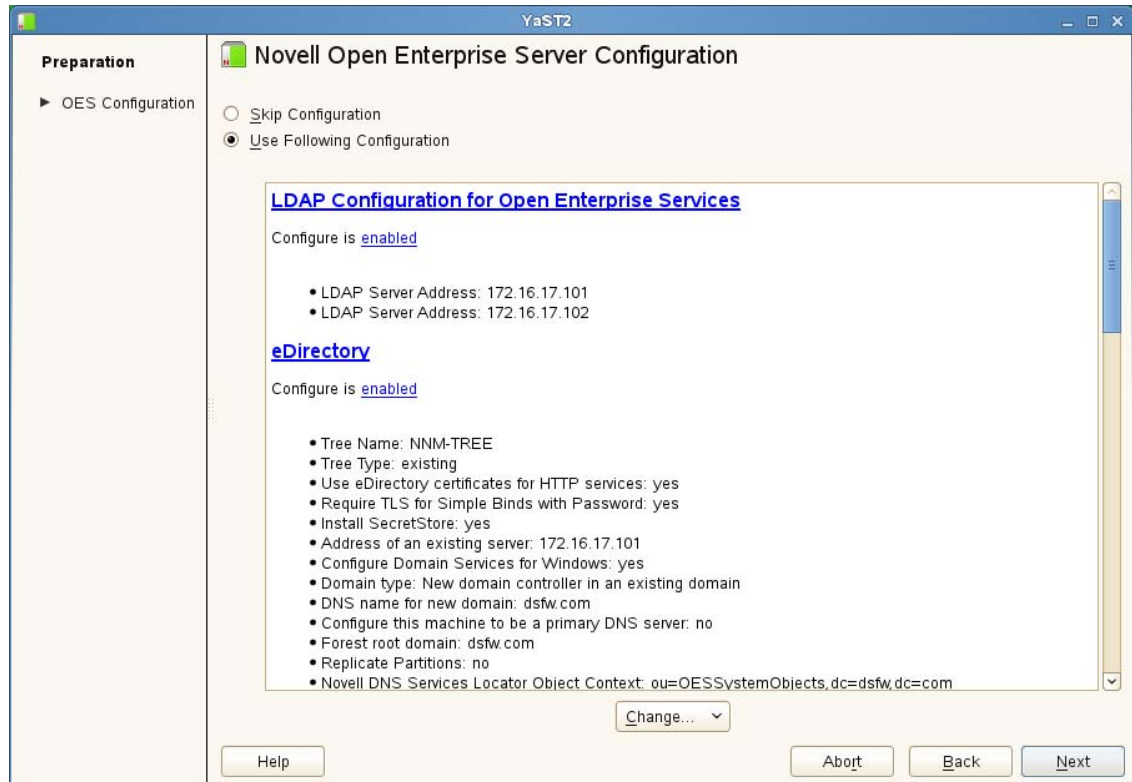 YaST2
Preparation
OES Configuration
Novell Open Enterprise Server Configuration
Skip Configuration
Use Following Configuration
LDAP Configuration for Open Enterprise Services
Configure is enabled
• LDAP Server Address: 172.16.17.101
• LDAP Server Address: 172.16.17.102
eDirectory
Configure is enabled
• Tree Name: NNM-TREE
• Tree Type: existing
• Use eDirectory certificates for HTTP services: yes
• Require TLS for Simple Binds with Password: yes
• Install SecretStore: yes
• Address of an existing server: 172.16.17.101
• Configure Domain Services for Windows: yes
• Domain type: New domain controller in an existing domain
• DNS name for new domain: dsfw.com
• Configure this machine to be a primary DNS server: no
• Forest root domain: dsfw.com
• Replicate Partitions: no
• Novell DNS Services Locator Object Context: ou=OESSystemObjects,dc=dsfw,dc=com
Change...
Help
Abort
Back
Next